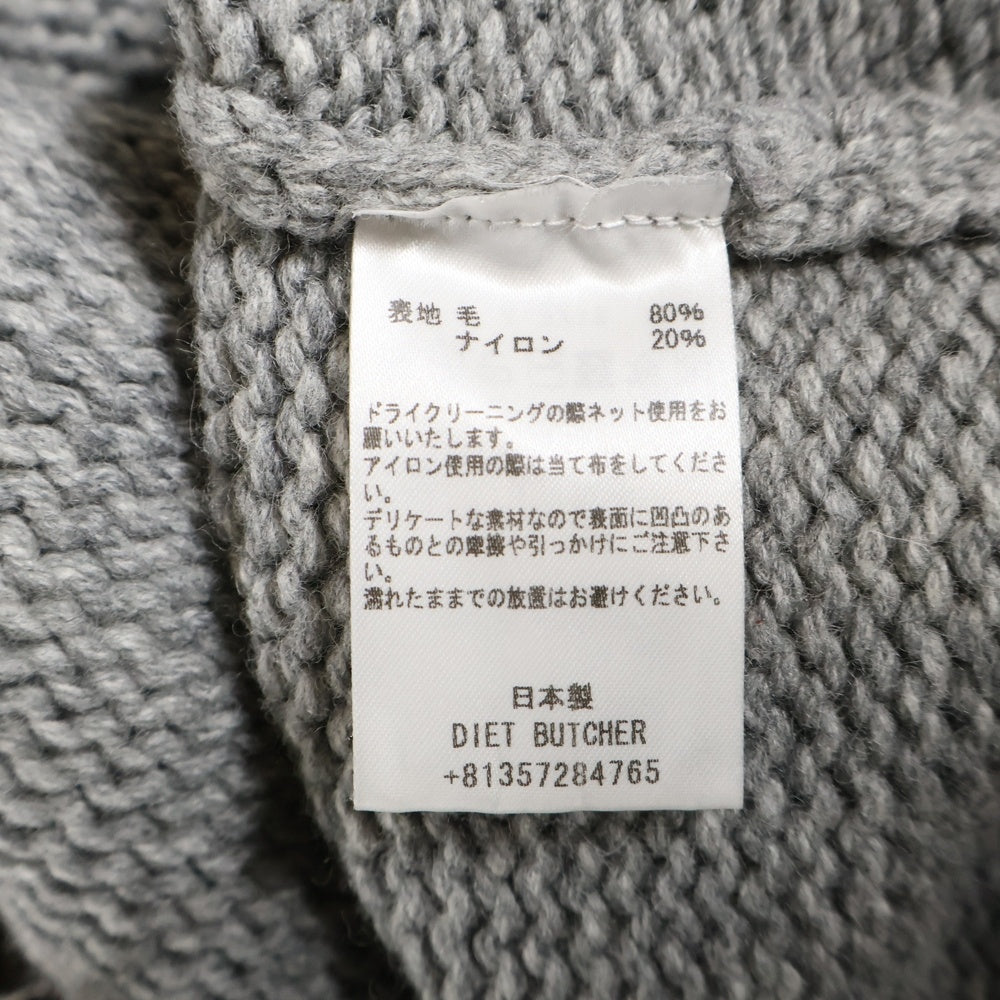 表地 毛 80%
ナイロン 20%
ドライクリーニングの際ネット使用をお
願いいたします。
アイロン使用の際は当て布をしてくださ
い。
デリケートな素材なので表面に凹凸のあ
るものとの摩擦や引っかけにご注意下さ
い。
濡れたままでの放置はお避けください。
日本製
DIET BUTCHER
+81357284765